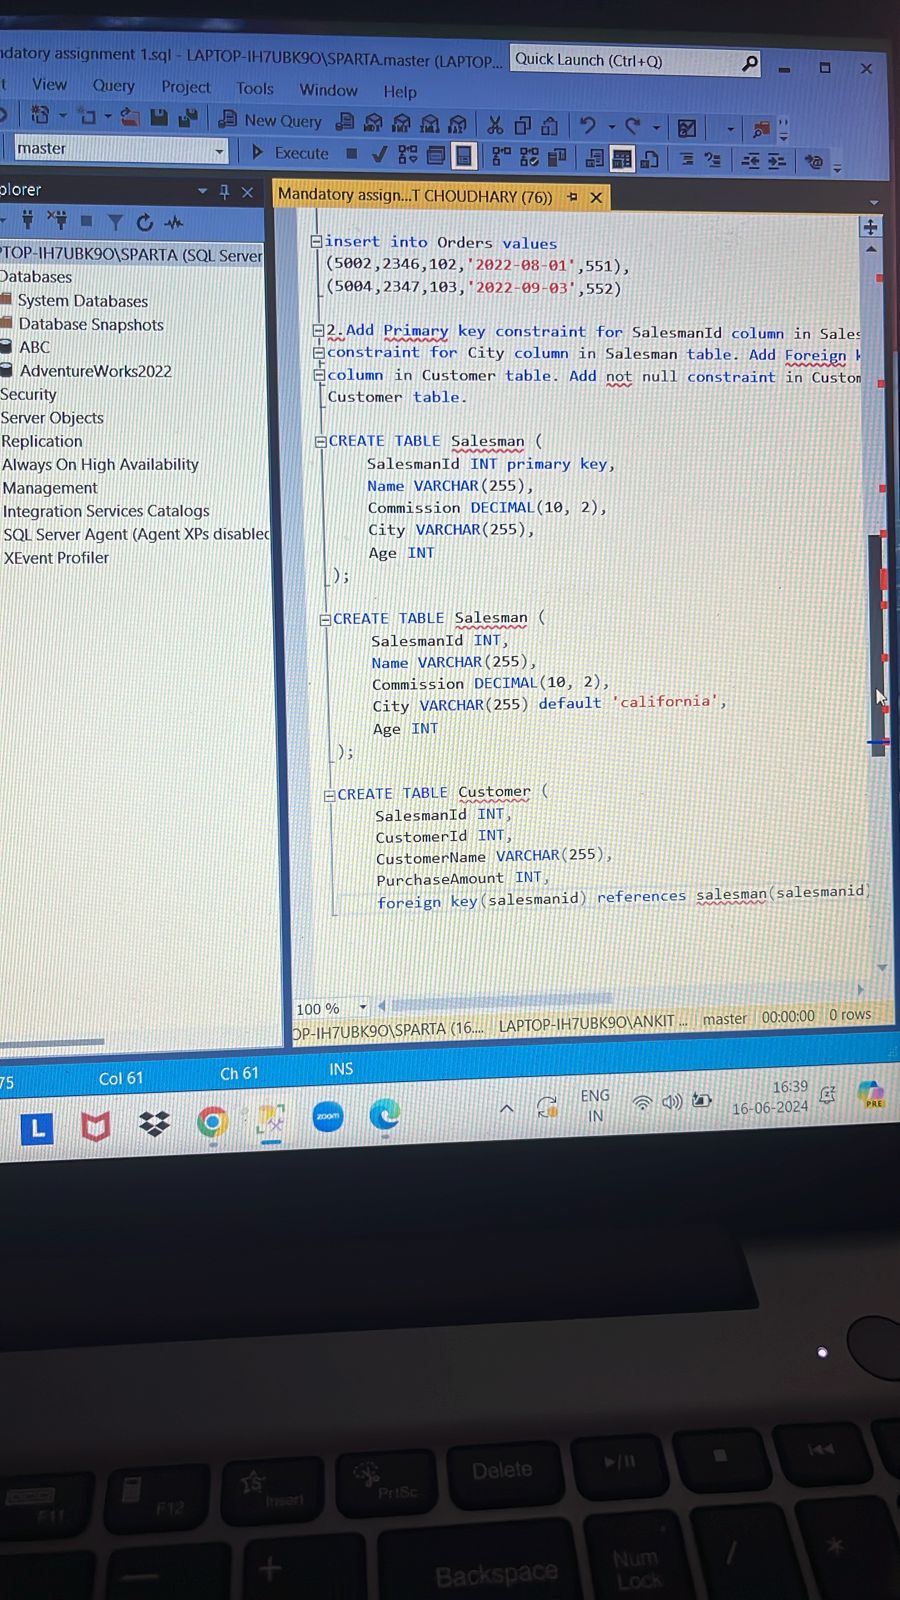 datory assignment 1.sql - LAPTOP-IH7UBK9O\SPARTA.master (LAPTOP...
Quick Launch (Ctrl+Q)
t View Query Project Tools Window Help
New Query
master
Execute
plorer
Mandatory assign...T CHOUDHARY (76))
TOP-IH7UBK9O\SPARTA (SQL Server
Databases
System Databases
Database Snapshots
ABC
AdventureWorks2022
Security
Server Objects
Replication
Always On High Availability
Management
Integration Services Catalogs
SQL Server Agent (Agent XPs disabled
XEvent Profiler
insert into Orders values
(5002,2346,102,'2022-08-01',551),
(5004,2347,103,'2022-09-03',552)
2.Add Primary key constraint for SalesmanId column in Sales
constraint for City column in Salesman table. Add Foreign k
column in Customer table. Add not null constraint in Custom
Customer table.
CREATE TABLE Salesman (
SalesmanId INT primary key,
Name VARCHAR(255),
Commission DECIMAL(10, 2),
City VARCHAR(255),
Age INT
);
CREATE TABLE Salesman (
SalesmanId INT,
Name VARCHAR(255),
Commission DECIMAL(10, 2),
City VARCHAR(255) default 'california',
Age INT
);
CREATE TABLE Customer (
SalesmanId INT,
CustomerId INT,
CustomerName VARCHAR(255),
PurchaseAmount INT,
foreign key(salesmanid) references salesman(salesmanid)
100 %
OP-IH7UBK9O\SPARTA (16.... LAPTOP-IH7UBK9O\ANKIT ... master 00:00:00 0 rows
75 Col 61 Ch 61 INS
L
zoom
ENG
IN
16:39
16-06-2024
PRE
F11
F12
Insert
PrtSc
Delete
Backspace
Num
Lock
/
*
+